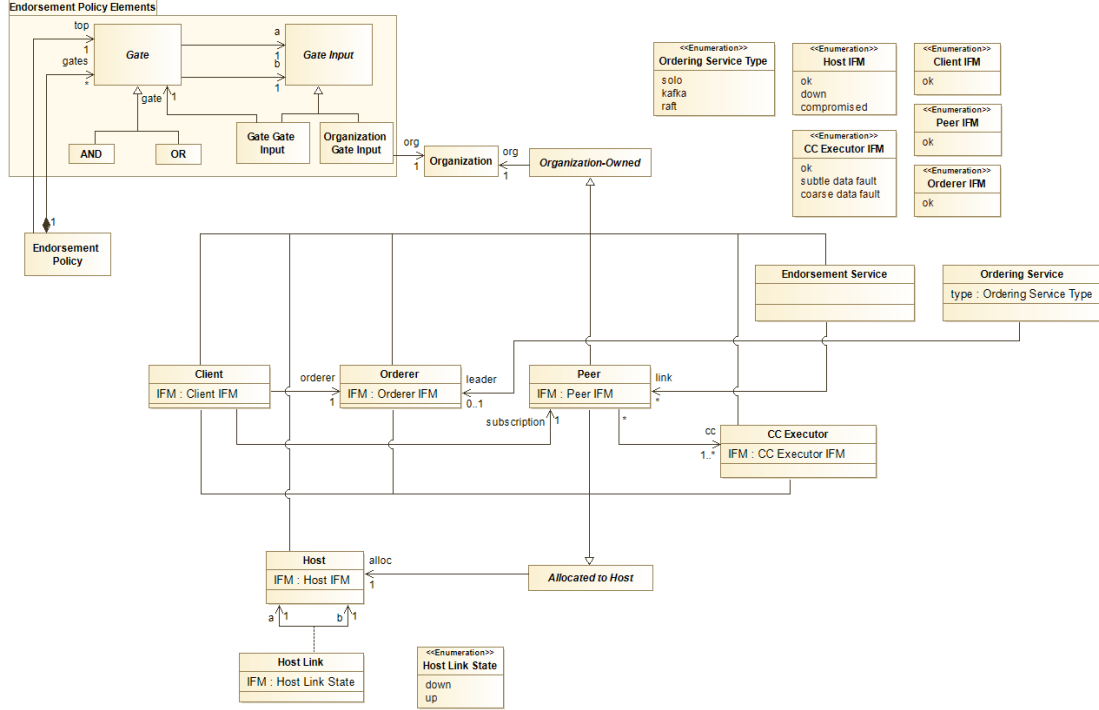 Endorsement Policy Elements
top
1
gates
*
Gate
a
1
b
1
Gate Input
gate
1
AND
OR
Gate Gate
Input
Organization
Gate Input
org
1
Organization
org
1
Organization-Owned
1
Endorsement
Policy
<<Enumeration>>
Ordering Service Type
solo
kafka
raft
<<Enumeration>>
Host IFM
ok
down
compromised
<<Enumeration>>
Client IFM
ok
<<Enumeration>>
Peer IFM
ok
<<Enumeration>>
CC Executor IFM
ok
subtle data fault
coarse data fault
<<Enumeration>>
Orderer IFM
ok
Endorsement Service
Ordering Service
type : Ordering Service Type
Client
IFM : Client IFM
orderer
1
Orderer
IFM : Orderer IFM
leader
0..1
Peer
IFM : Peer IFM
link
*
subscription
1
*
cc
1..*
CC Executor
IFM : CC Executor IFM
Host
IFM : Host IFM
alloc
1
Allocated to Host
a
1
b
1
Host Link
IFM : Host Link State
<<Enumeration>>
Host Link State
down
up